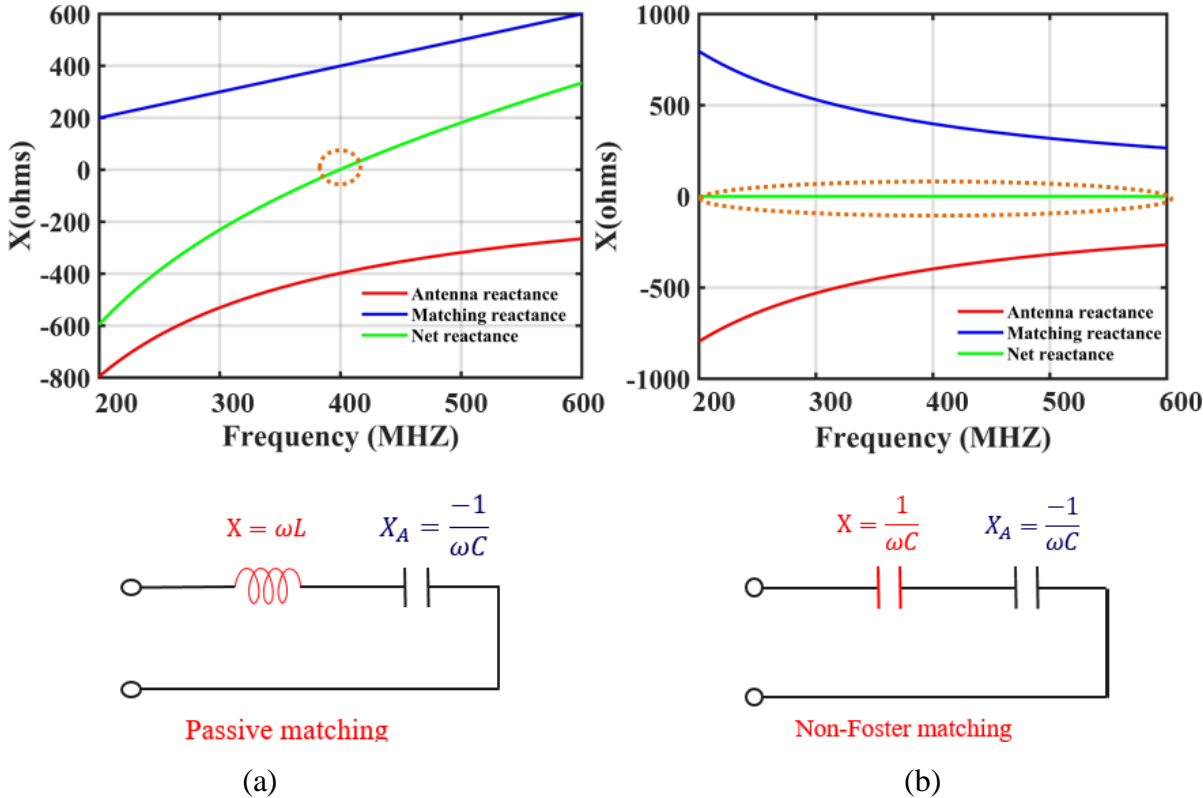 600
400
200
0
-200
-400
-600
-800
X(ohms)
200 300 400 500 600
Frequency (MHZ)
Antenna reactance
Matching reactance
Net reactance
X = ωL
X_A = -1/ωC
Passive matching
(a)
1000
500
0
-500
-1000
X(ohms)
200 300 400 500 600
Frequency (MHZ)
Antenna reactance
Matching reactance
Net reactance
X = 1/ωC
X_A = -1/ωC
Non-Foster matching
(b)